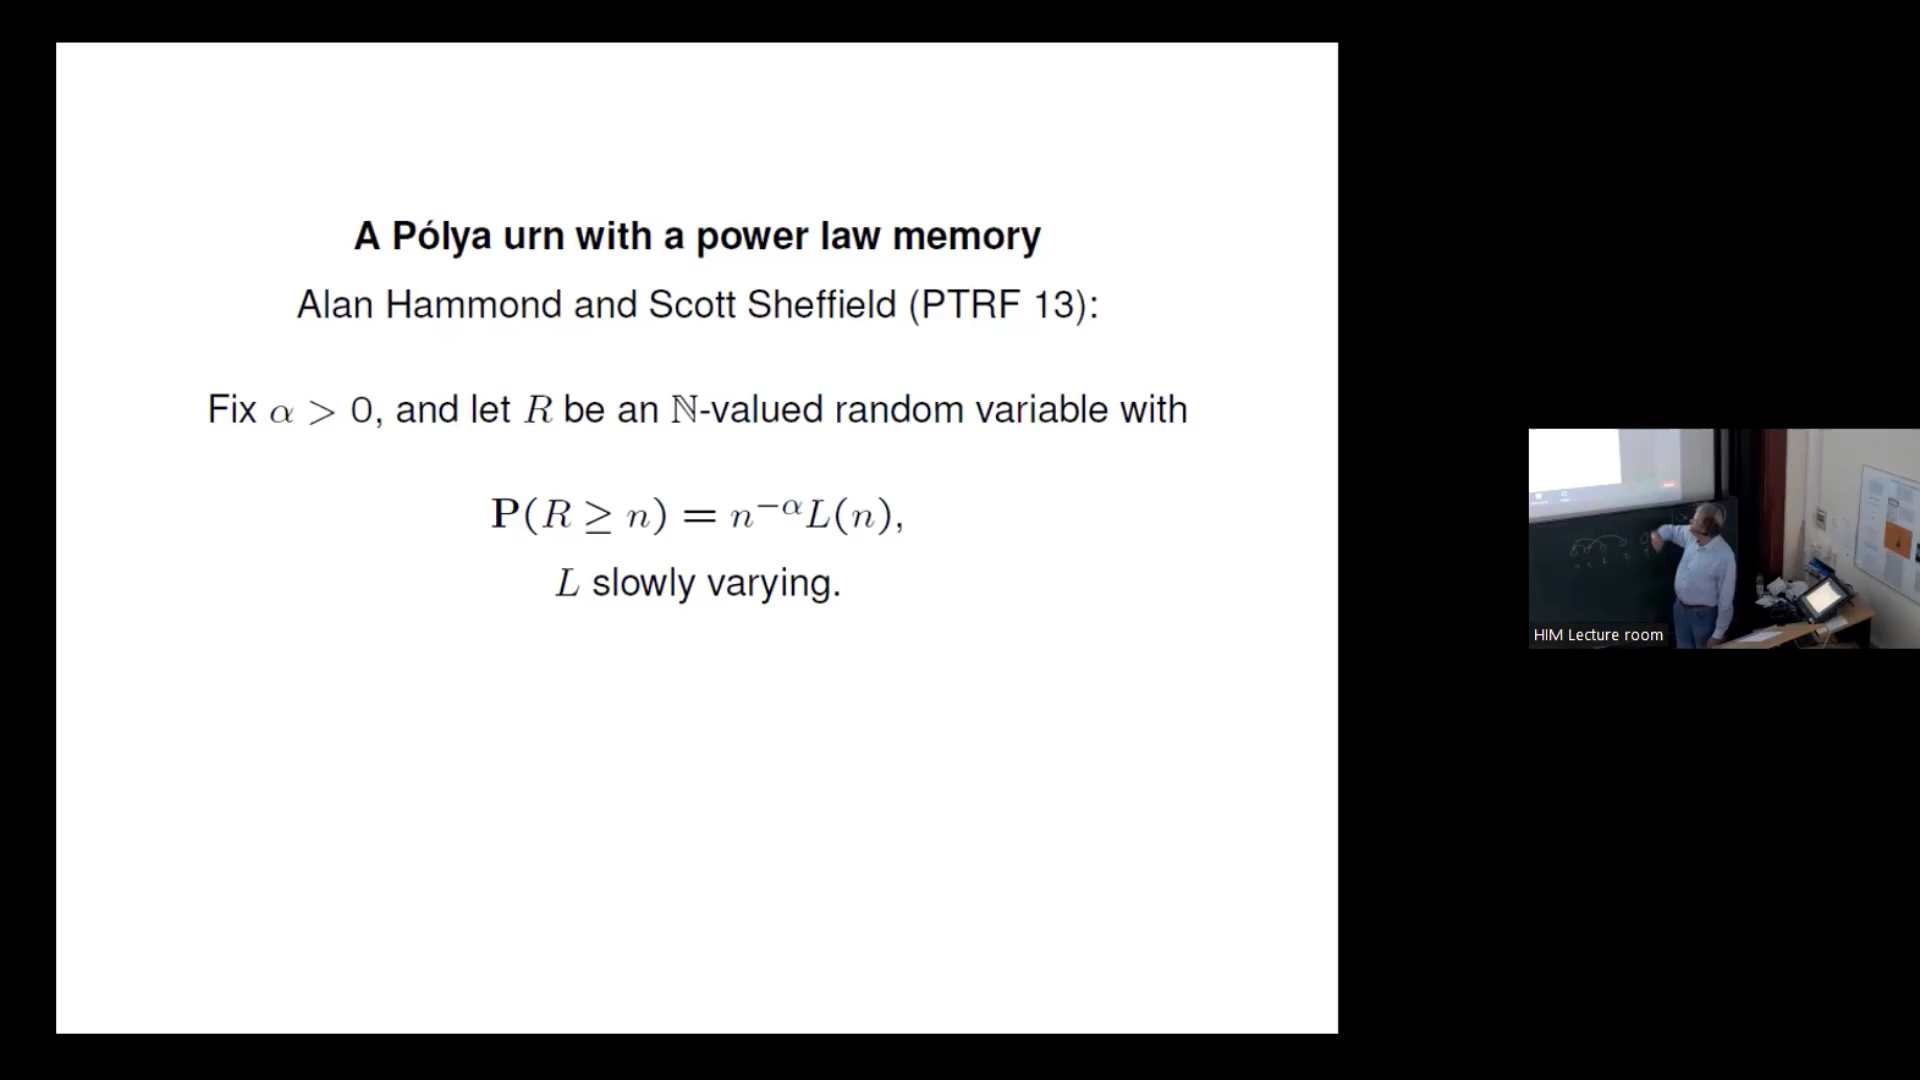 A Pólya urn with a power law memory
Alan Hammond and Scott Sheffield (PTRF 13):
Fix α > 0, and let R be an ℕ-valued random variable with
P(R ≥ n) = n^{−α}L(n),
L slowly varying.
HIM Lecture room